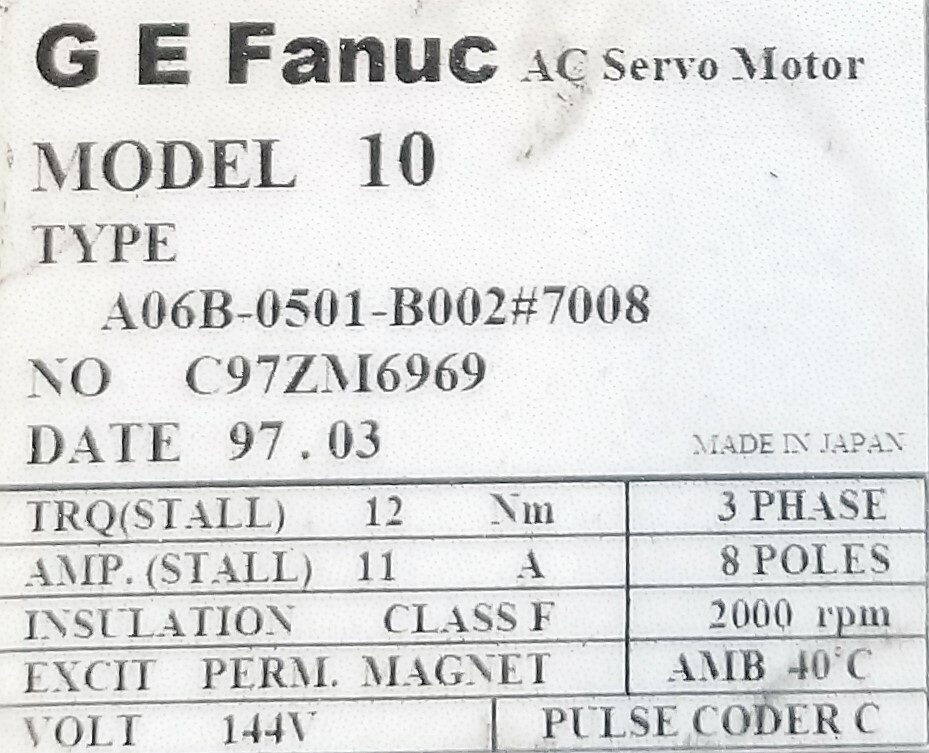 G E Fanuc AC Servo Motor
MODEL 10
TYPE
A06B-0501-B002#7008
NO C97ZM6969
DATE 97.03
MADE IN JAPAN
TRQ(STALL) 12 Nm 3 PHASE
AMP. (STALL) 11 A 8 POLES
INSULATION CLASS F 2000 rpm
EXCIT PERM. MAGNET AMB 40°C
VOLT 144V PULSE CODER C